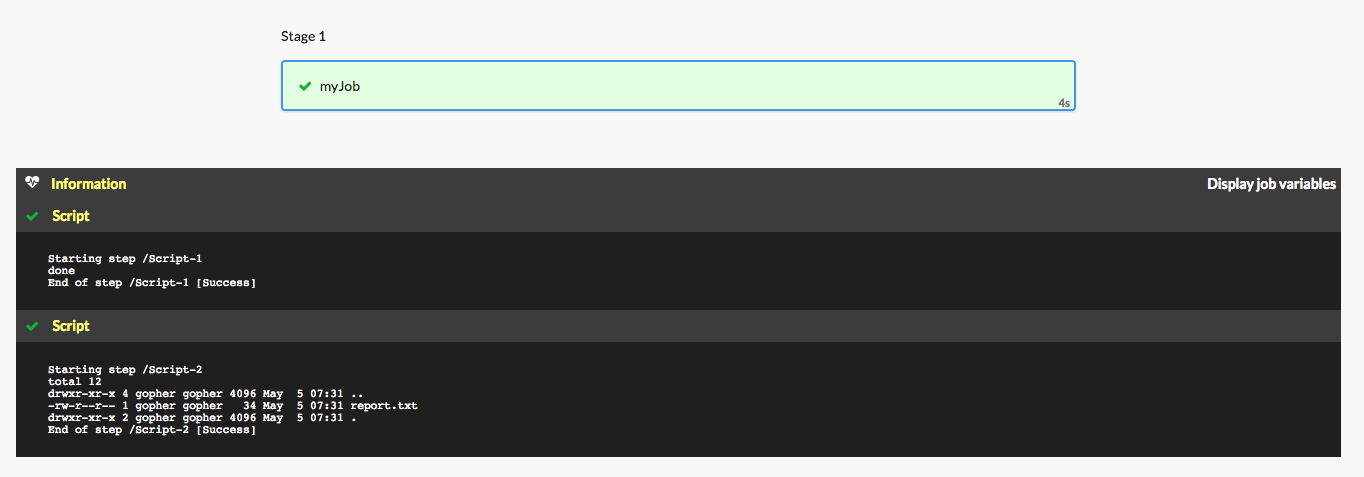 Stage 1
myJob
4s
Information Display job variables
Script
Starting step /Script-1
done
End of step /Script-1 [Success]
Script
Starting step /Script-2
total 12
drwxr-xr-x 4 gopher gopher 4096 May  5 07:31 ..
-rw-r--r-- 1 gopher gopher   34 May  5 07:31 report.txt
drwxr-xr-x 2 gopher gopher 4096 May  5 07:31 .
End of step /Script-2 [Success]